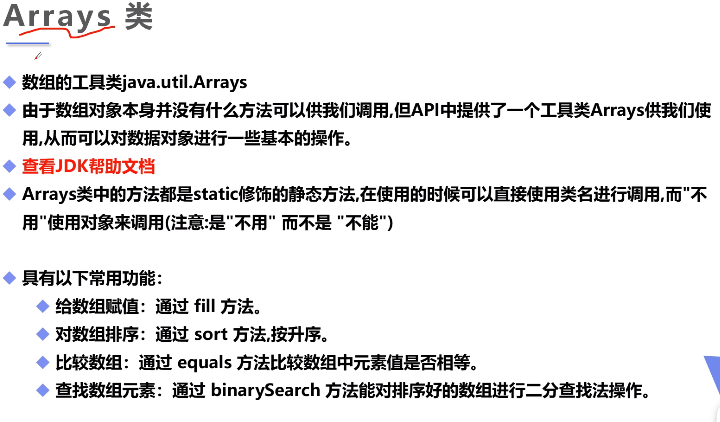 Arrays 类
数组的工具类java.util.Arrays
由于数组对象本身并没有什么方法可以供我们调用,但API中提供了一个工具类Arrays供我们使
用,从而可以对数据对象进行一些基本的操作。
查看JDK帮助文档
Arrays类中的方法都是static修饰的静态方法,在使用的时候可以直接使用类名进行调用,而"不
用"使用对象来调用(注意:是"不用" 而不是 "不能")
具有以下常用功能：
给数组赋值：通过 fill 方法。
对数组排序：通过 sort 方法,按升序。
比较数组：通过 equals 方法比较数组中元素值是否相等。
查找数组元素：通过 binarySearch 方法能对排序好的数组进行二分查找法操作。